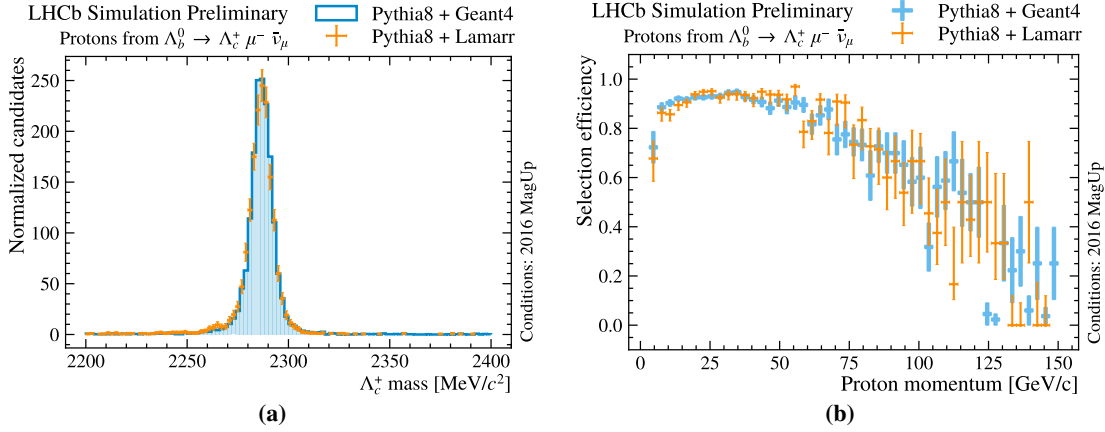 LHCb Simulation Preliminary
Protons from Λ_b^0 → Λ_c^+ μ^- ν̄_μ
Pythia8 + Geant4
Pythia8 + Lamarr
Normalized candidates
250
200
150
100
50
0
2200
2250
2300
2350
2400
Λ_c^+ mass [MeV/c^2]
Conditions: 2016 MagUp
(a)
LHCb Simulation Preliminary
Protons from Λ_b^0 → Λ_c^+ μ^- ν̄_μ
Pythia8 + Geant4
Pythia8 + Lamarr
Selection efficiency
1.0
0.8
0.6
0.4
0.2
0.0
0
25
50
75
100
125
150
Proton momentum [GeV/c]
Conditions: 2016 MagUp
(b)